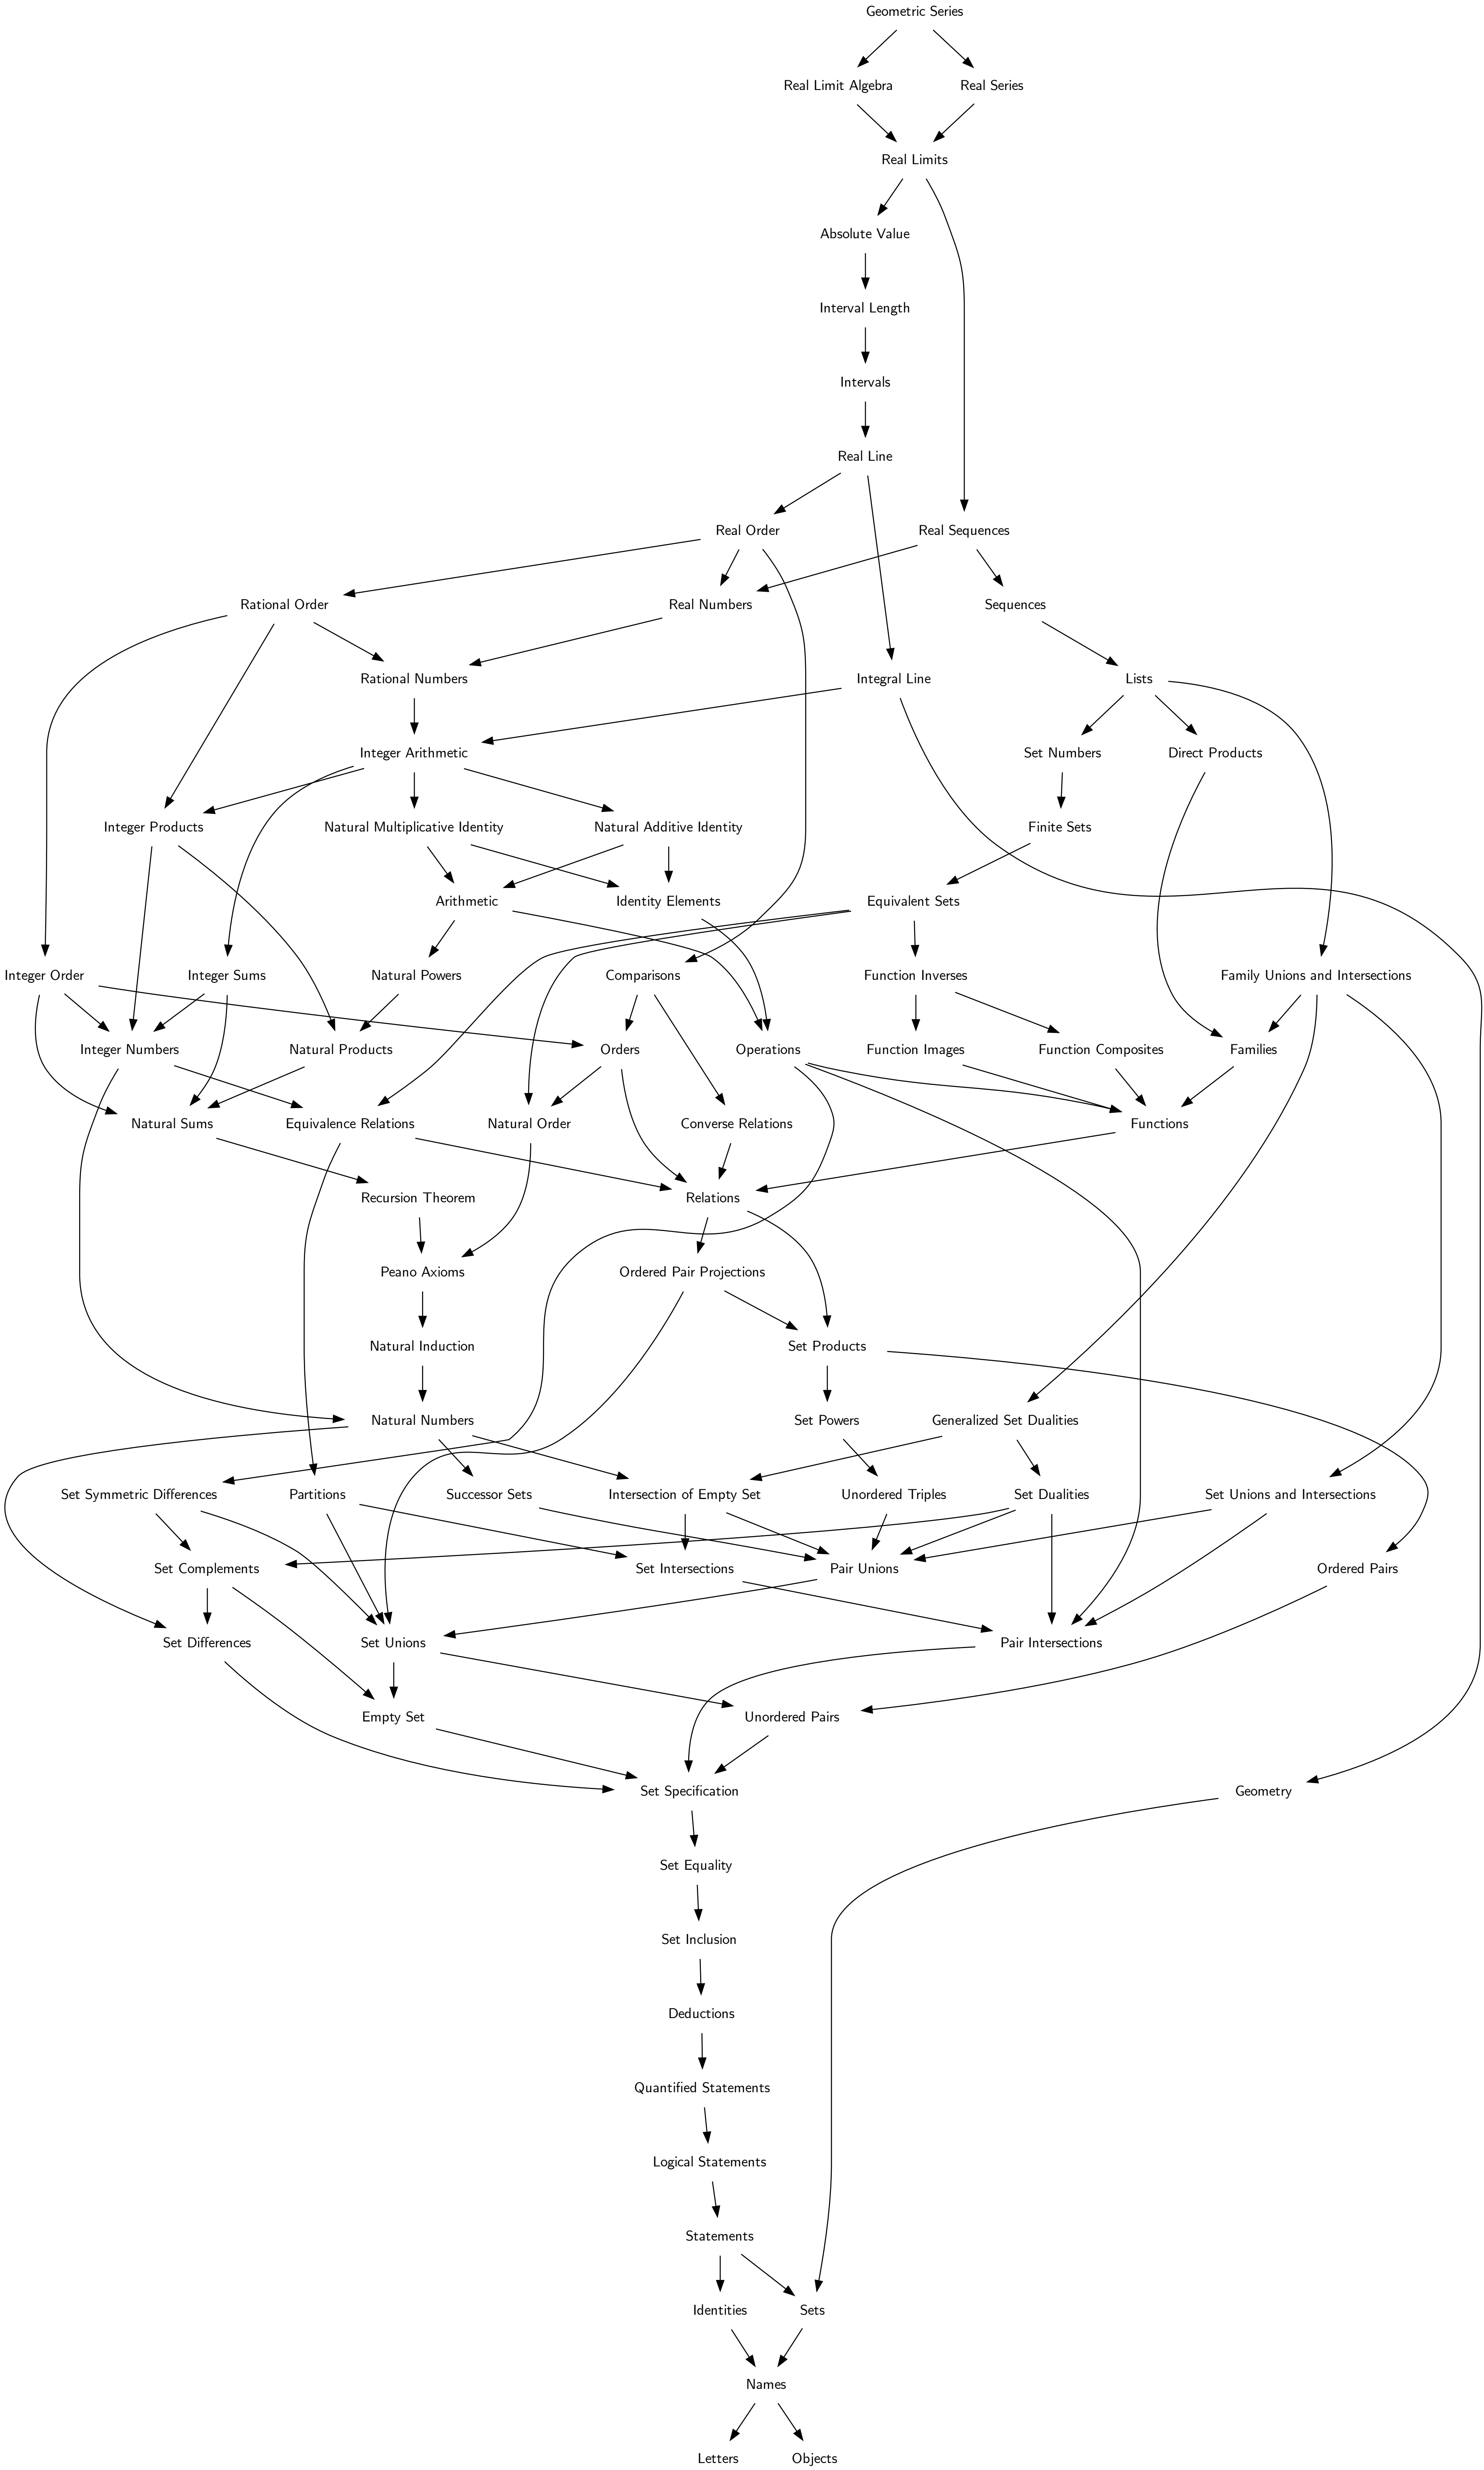 Geometric Series
Real Limit Algebra
Real Series
Real Limits
Absolute Value
Interval Length
Intervals
Real Line
Real Order
Real Sequences
Rational Order
Real Numbers
Sequences
Rational Numbers
Integral Line
Lists
Integer Arithmetic
Set Numbers
Direct Products
Integer Products
Natural Multiplicative Identity
Natural Additive Identity
Finite Sets
Arithmetic
Identity Elements
Equivalent Sets
Integer Order
Integer Sums
Natural Powers
Comparisons
Function Inverses
Family Unions and Intersections
Integer Numbers
Natural Products
Orders
Operations
Function Images
Function Composites
Families
Natural Sums
Equivalence Relations
Natural Order
Converse Relations
Functions
Recursion Theorem
Relations
Peano Axioms
Ordered Pair Projections
Natural Induction
Set Products
Natural Numbers
Set Powers
Generalized Set Dualities
Set Symmetric Differences
Partitions
Successor Sets
Intersection of Empty Set
Unordered Triples
Set Dualities
Set Unions and Intersections
Set Complements
Set Intersections
Pair Unions
Ordered Pairs
Set Differences
Set Unions
Pair Intersections
Empty Set
Unordered Pairs
Set Specification
Geometry
Set Equality
Set Inclusion
Deductions
Quantified Statements
Logical Statements
Statements
Identities
Sets
Names
Letters
Objects